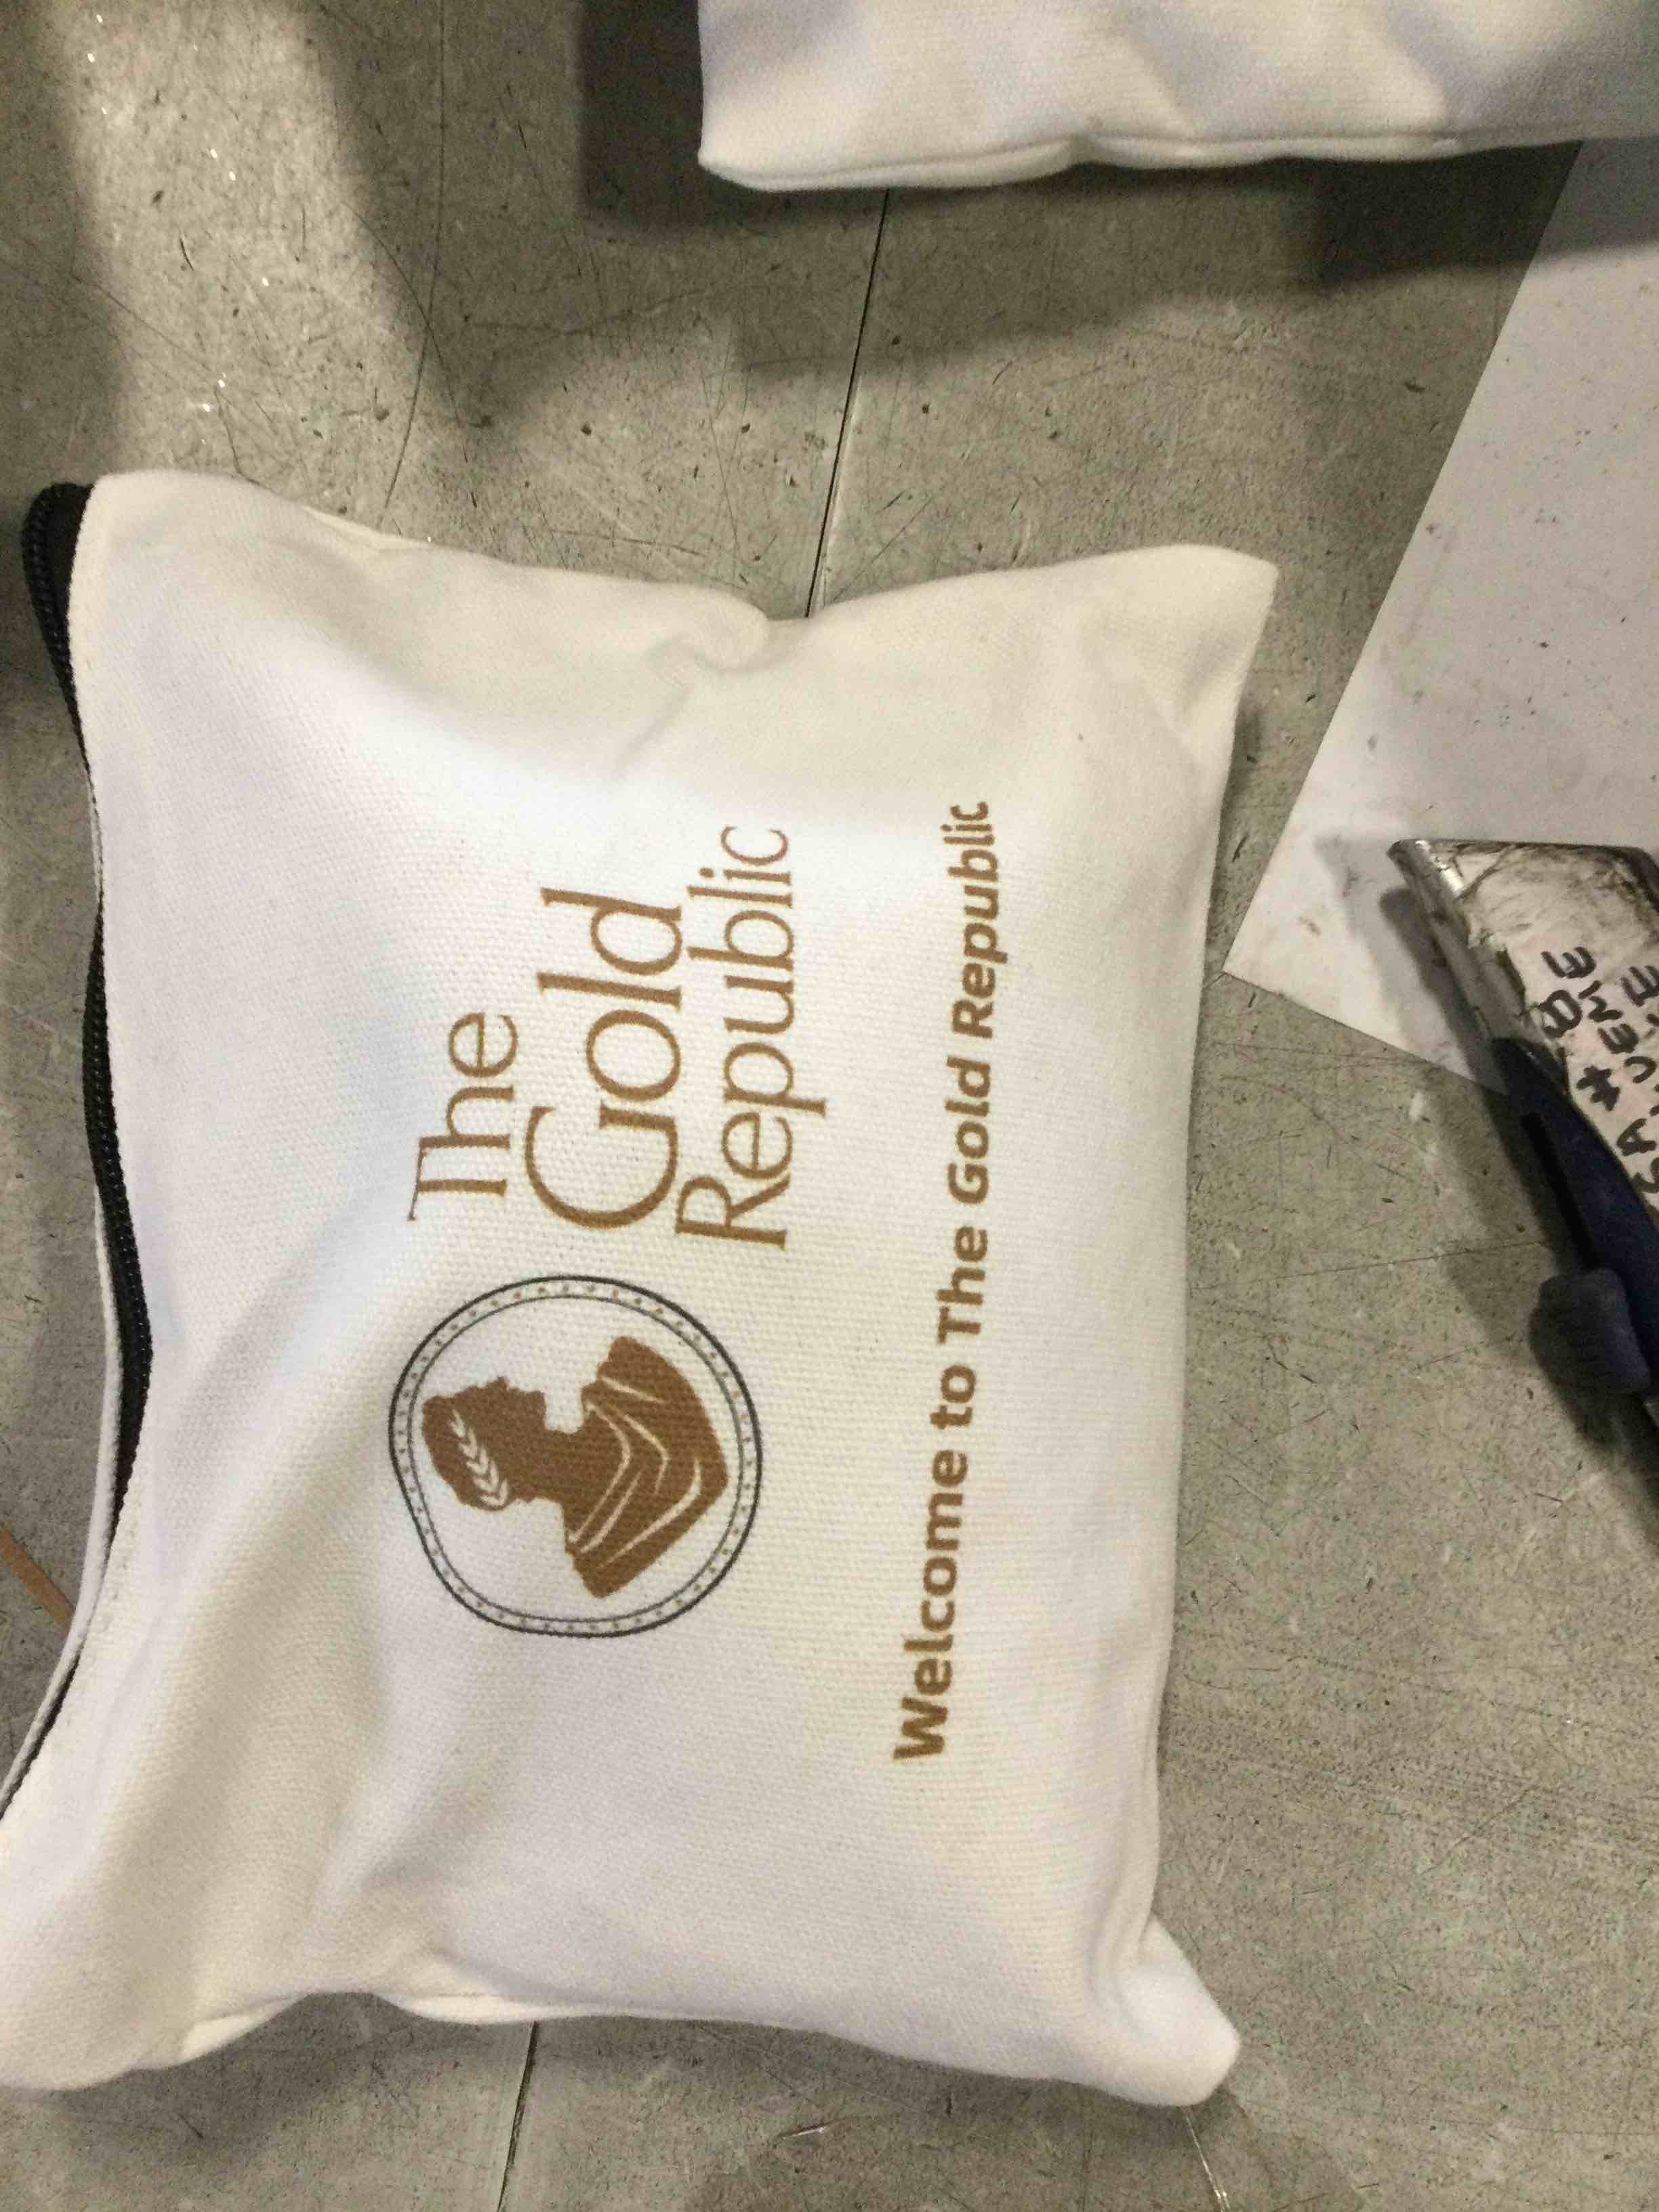 The
Gold
Republic
Welcome to The Gold Republic